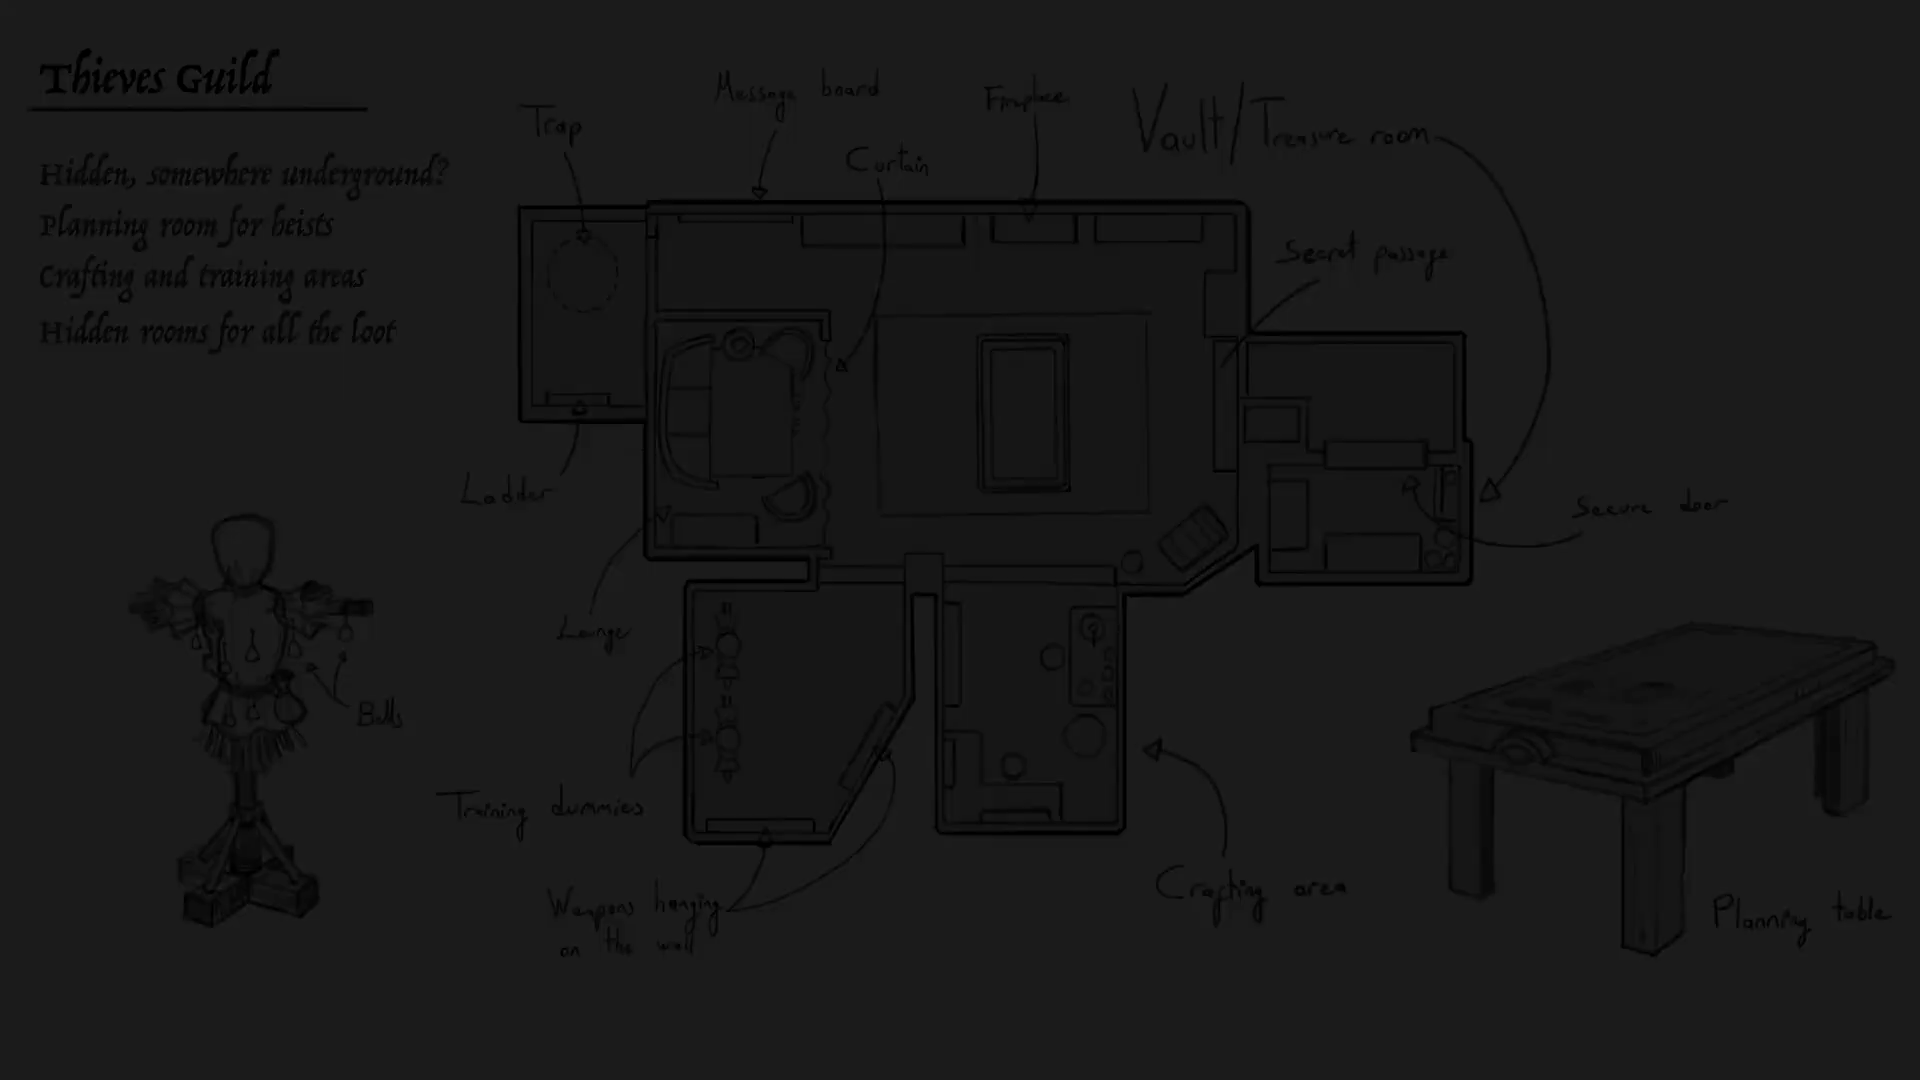 Thieves Guild
Hidden, somewhere underground?
Planning room for heists
Crafting and training areas
Hidden rooms for all the loot
Trap
Message board
Curtain
Fireplace
Vault/Treasure room
Secret passage
Ladder
Secure door
Lounge
Bells
Training dummies
Weapons hanging
on the wall
Crafting area
Planning table